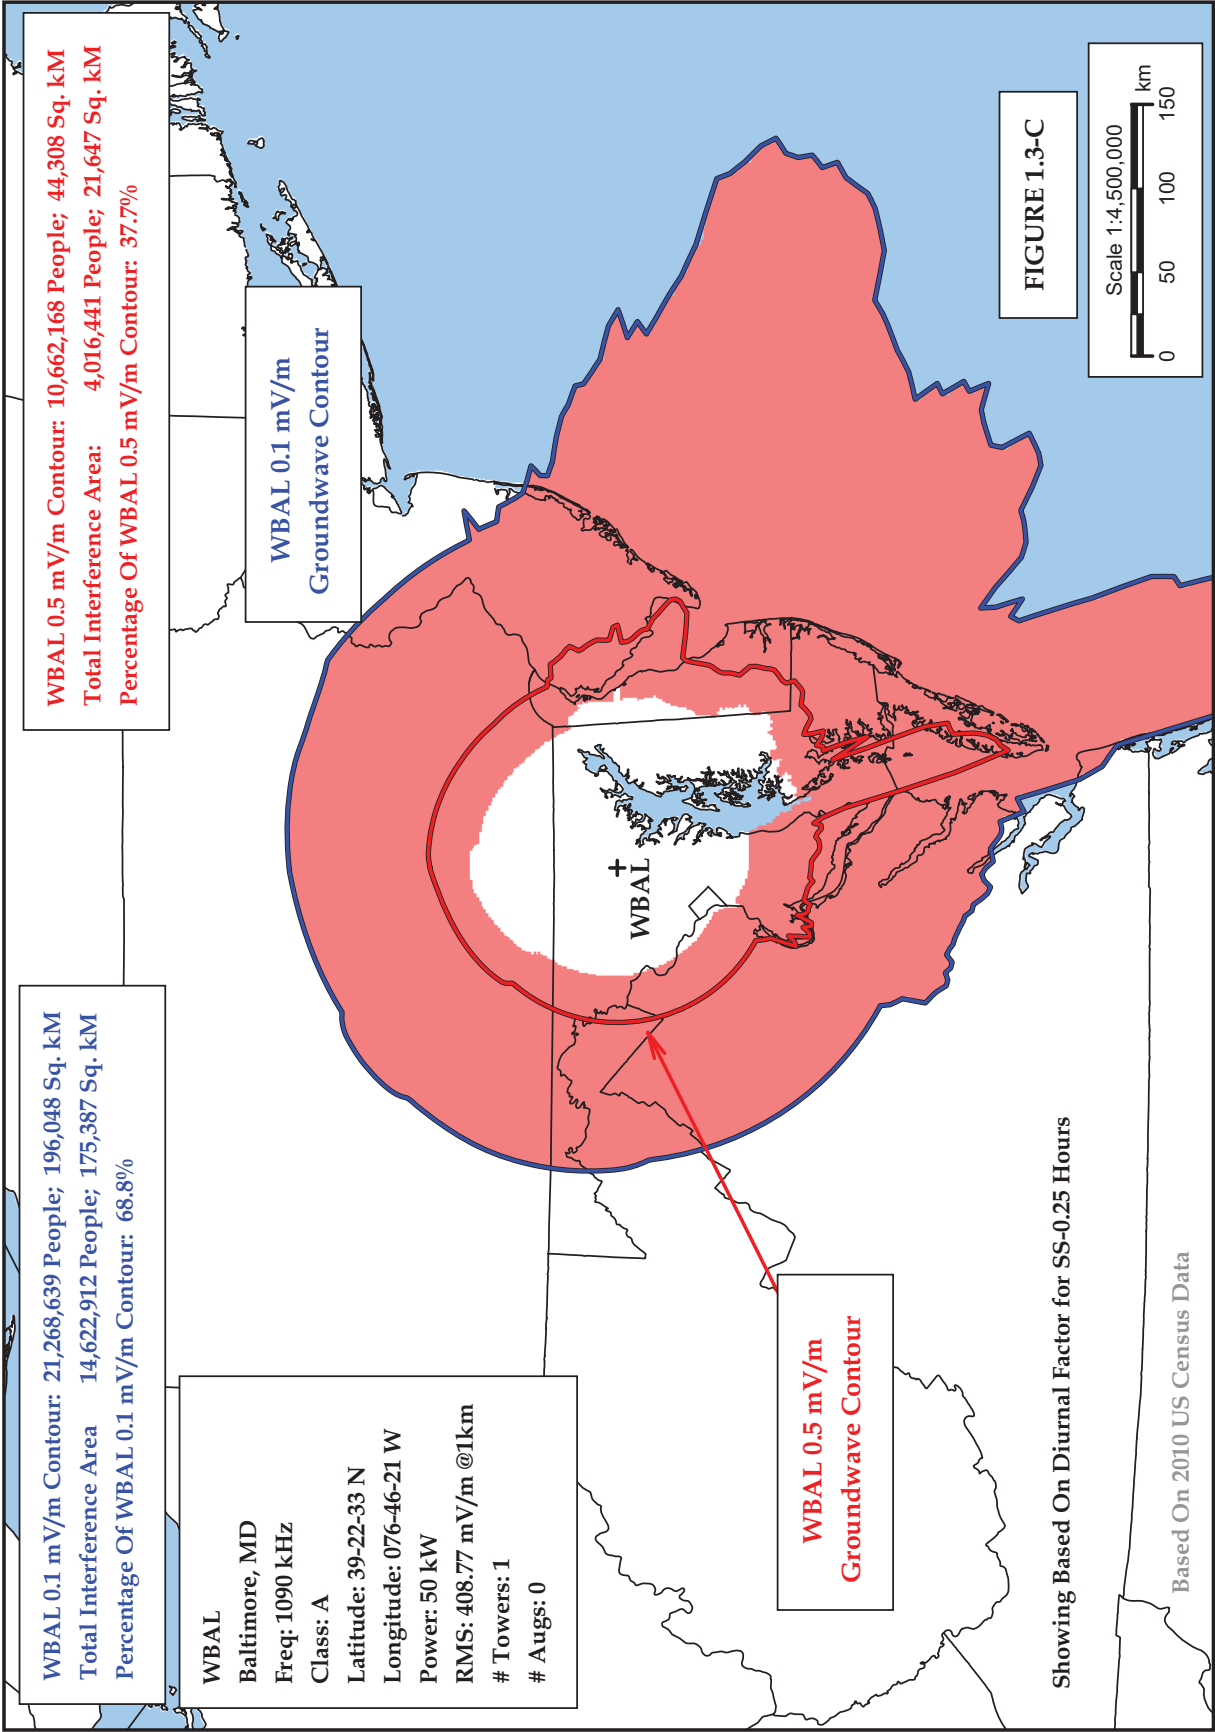 WBAL 0.1 mV/m Contour: 21,268,639 People; 196,048 Sq. kM
Total Interference Area 14,622,912 People; 175,387 Sq. kM
Percentage Of WBAL 0.1 mV/m Contour: 68.8%
WBAL 0.5 mV/m Contour: 10,662,168 People; 44,308 Sq. kM
Total Interference Area: 4,016,441 People; 21,647 Sq. kM
Percentage Of WBAL 0.5 mV/m Contour: 37.7%
WBAL
Baltimore, MD
Freq: 1090 kHz
Class: A
Latitude: 39-22-33 N
Longitude: 076-46-21 W
Power: 50 kW
RMS: 408.77 mV/m @1km
# Towers: 1
# Augs: 0
WBAL 0.1 mV/m
Groundwave Contour
WBAL
WBAL 0.5 mV/m
Groundwave Contour
FIGURE 1.3-C
Showing Based On Diurnal Factor for SS-0.25 Hours
Scale 1:4,500,000
km
0 50 100 150
Based On 2010 US Census Data